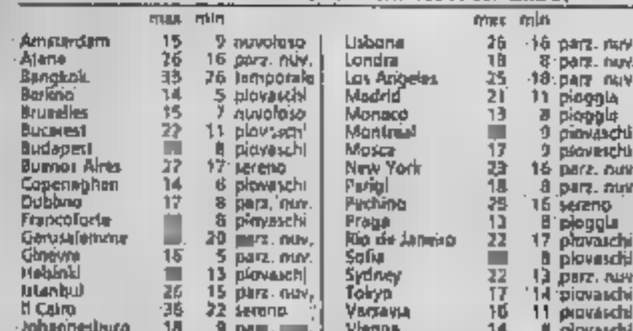 max min
Amsterdam 15 9 nuvoloso
Atene 26 16 parz. nuv.
Bangkok 33 26 temporale
Berlino 14 5 piovaschi
Bruxelles 15 7 nuvoloso
Bucarest 22 11 piovaschi
Budapest 8 piovaschi
Buenos Aires 27 17 sereno
Copenaghen 14 6 piovaschi
Dubbino 17 8 parz. nuv.
Francoforte 6 piovaschi
Gerusalemme 20 parz. nuv.
Ginevra 16 5 parz. nuv.
Helsinki 13 piovaschi
Istanbul 26 15 parz. nuv.
Il Cairo 36 22 sereno
Johannesburg 18 9 parz.
max min
Lisbona 26 16 parz. nuv.
Londra 18 8 parz. nuv.
Los Angeles 25 18 parz. nuv.
Madrid 21 11 pioggia
Monaco 13 8 pioggia
Montreal 9 piovaschi
Mosca 17 9 piovaschi
New York 23 16 parz. nuv.
Parigi 18 8 parz. nuv.
Pechino 29 16 sereno
Praga 13 8 pioggia
Rio de Janeiro 22 17 piovaschi
Sofia 8 piovaschi
Sydney 22 13 parz. nuv.
Tokyo 17 14 piovaschi
Varsavia 16 11 piovaschi
Vienna 14 piovaschi